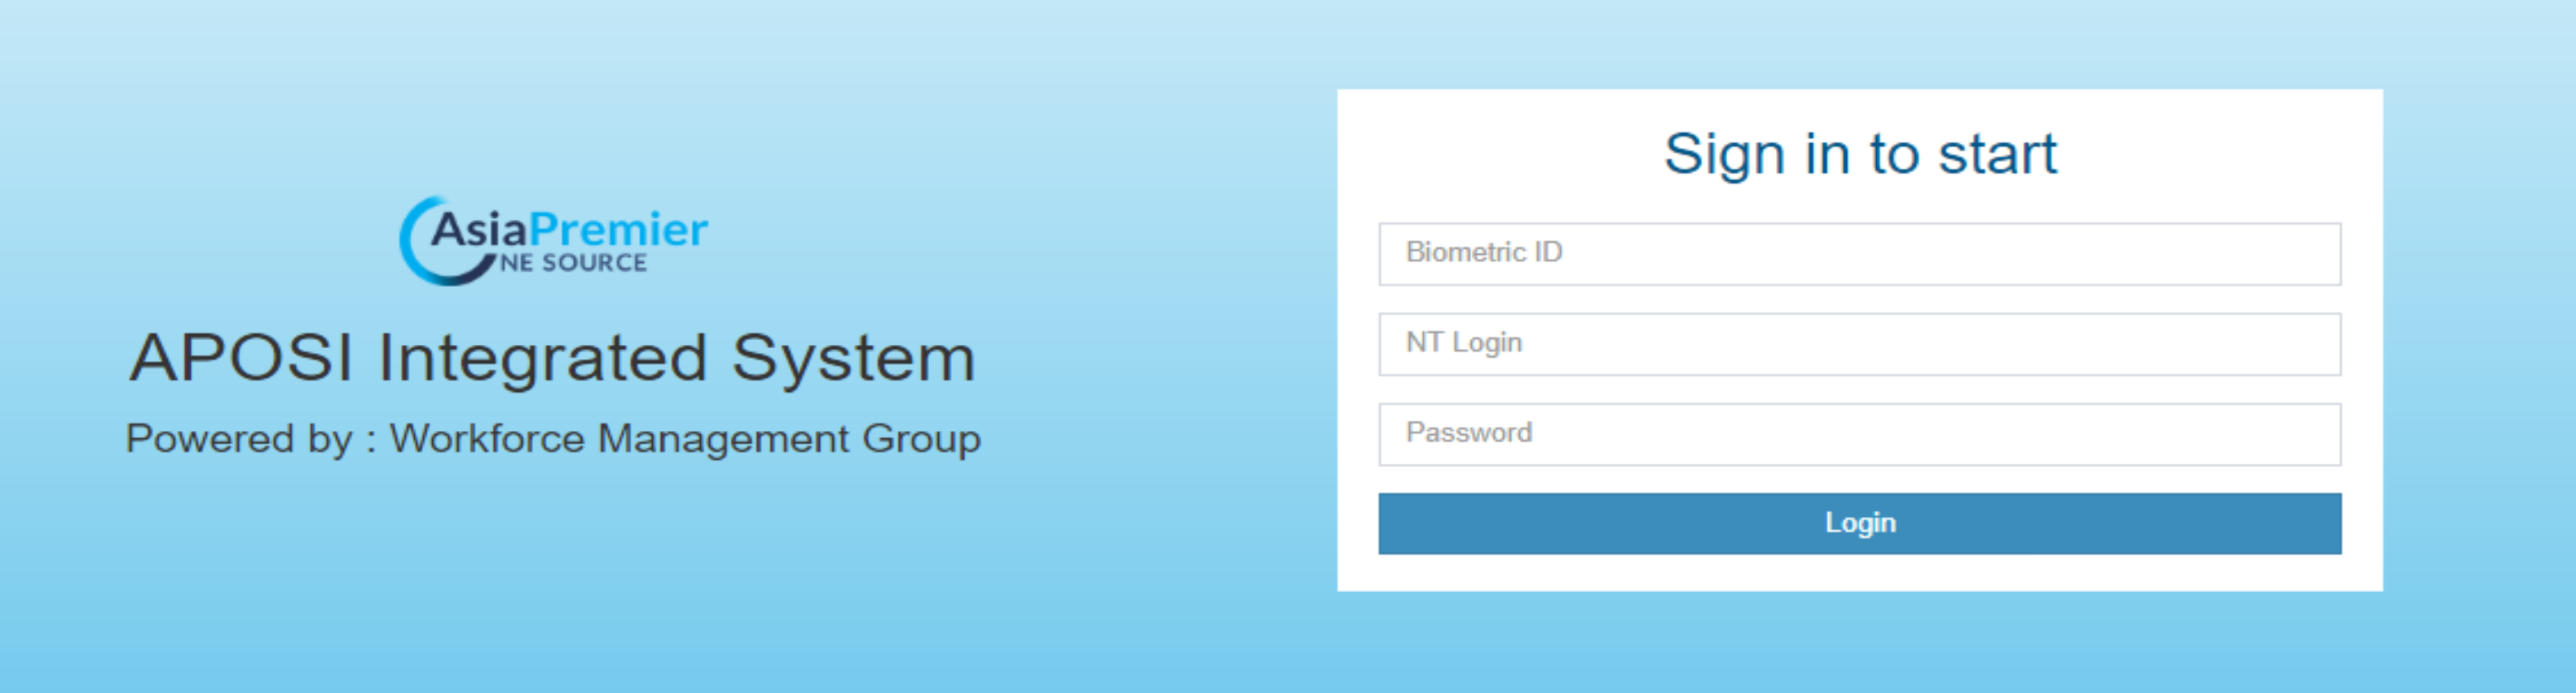 AsiaPremier
NE SOURCE
APOSI Integrated System
Powered by : Workforce Management Group
Sign in to start
Biometric ID
NT Login
Password
Login